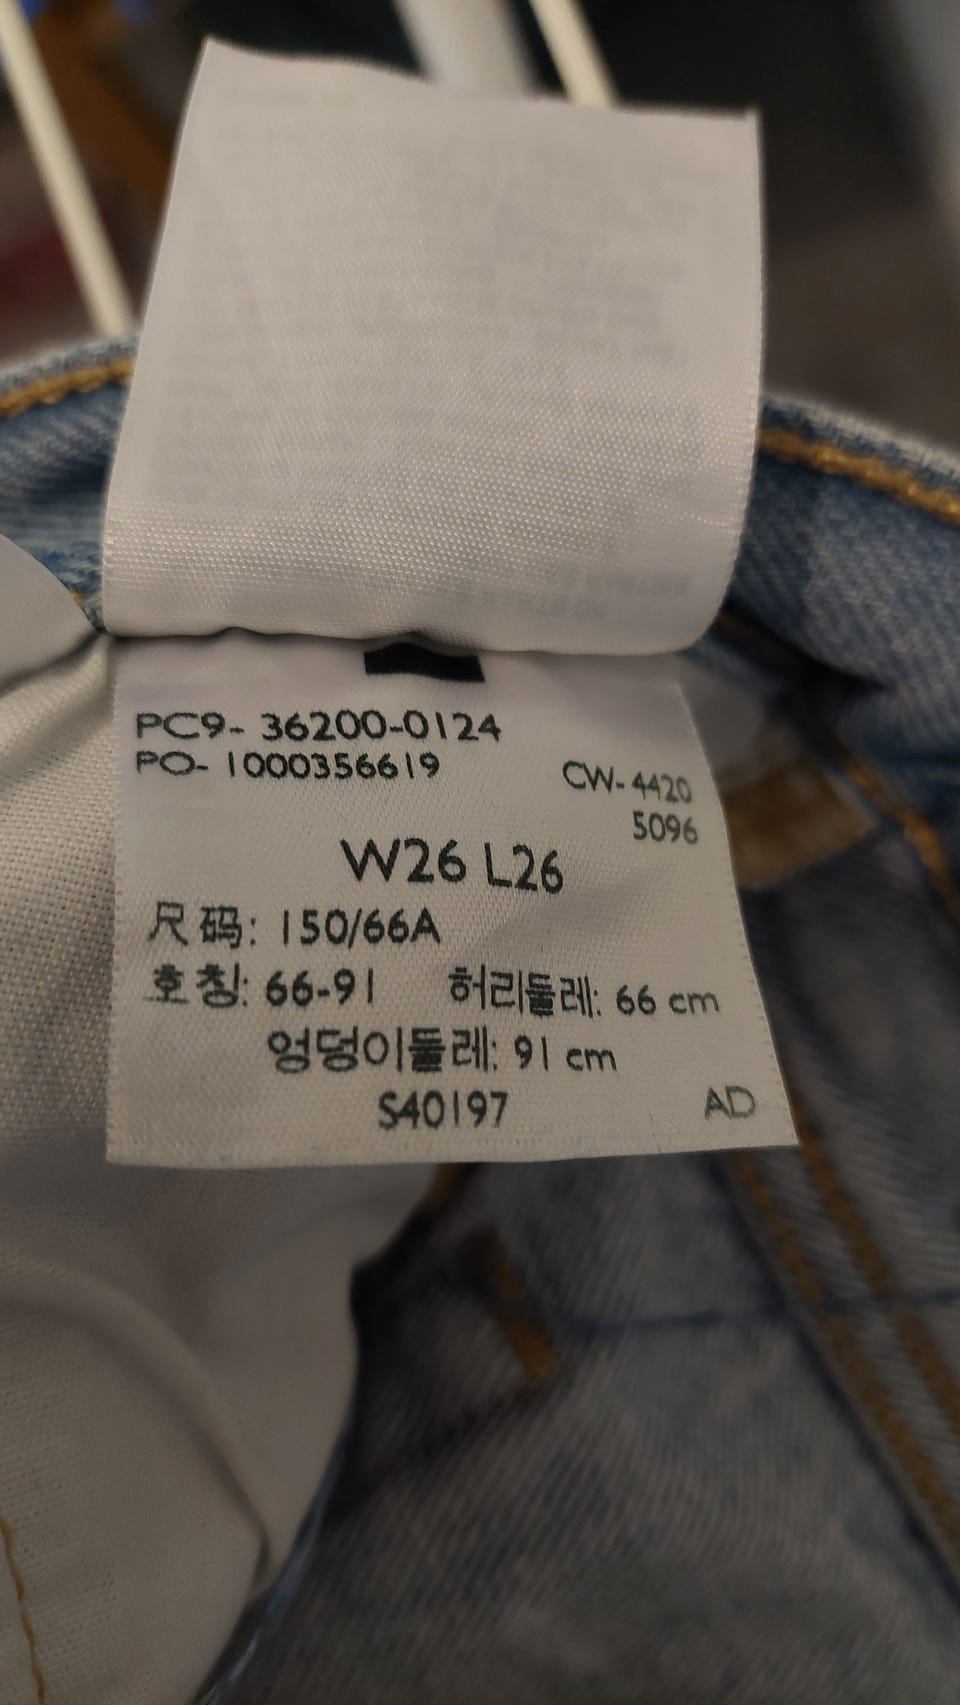 PC9- 36200-0124
PO- 1000356619
CW- 4420
5096
W26 L26
尺码: 150/66A
호칭: 66-91 허리둘레: 66 cm
엉덩이둘레: 91 cm
S40197 AD